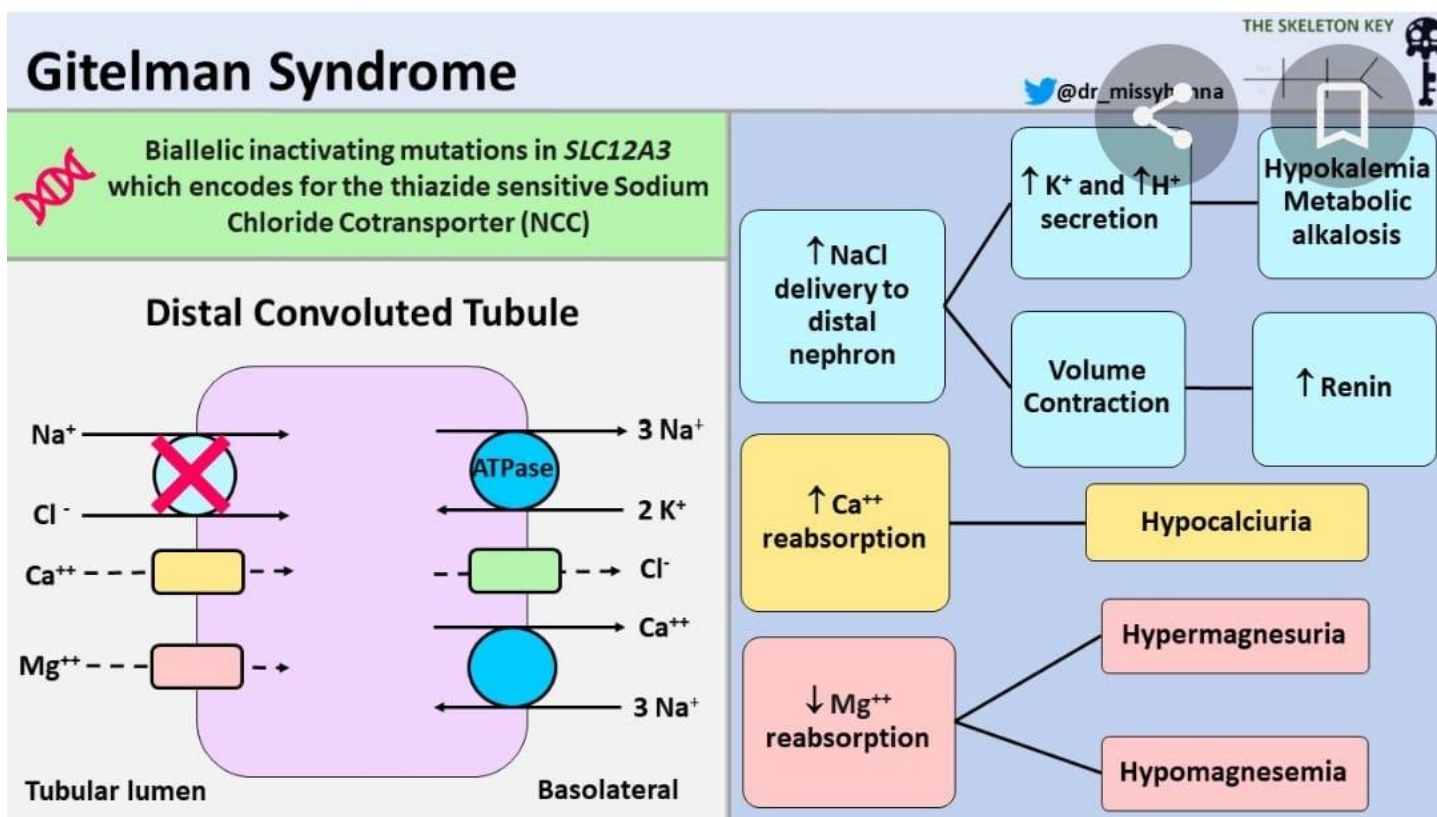 THE SKELETON KEY
Gitelman Syndrome
Biallelic inactivating mutations in SLC12A3
which encodes for the thiazide sensitive Sodium
Chloride Cotransporter (NCC)
Distal Convoluted Tubule
Na⁺
Cl ⁻
Ca⁺⁺
Mg⁺⁺
ATPase
3 Na⁺
2 K⁺
Cl⁻
Ca⁺⁺
3 Na⁺
Tubular lumen
Basolateral
↑ NaCl
delivery to
distal
nephron
↑ K⁺ and ↑H⁺
secretion
Hypokalemia
Metabolic
alkalosis
Volume
Contraction
↑ Renin
↑ Ca⁺⁺
reabsorption
Hypocalciuria
↓ Mg⁺⁺
reabsorption
Hypermagnesuria
Hypomagnesemia